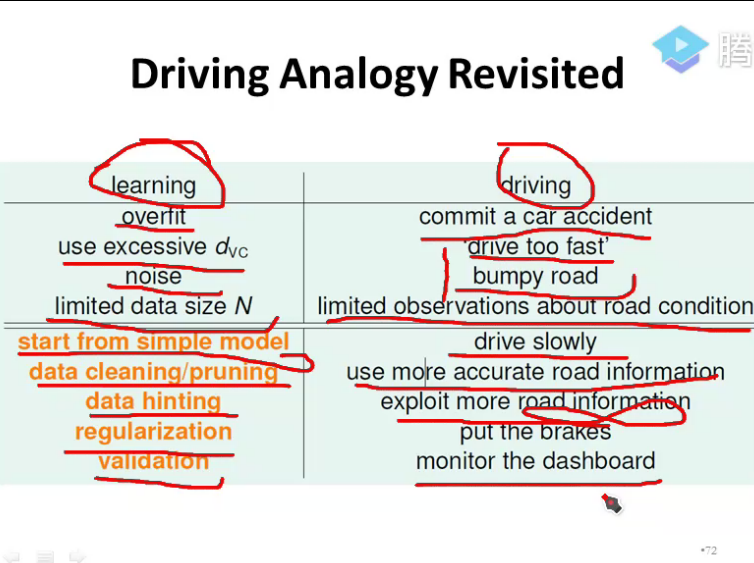 腾
Driving Analogy Revisited
learning driving
overfit commit a car accident
use excessive dVC 'drive too fast'
noise bumpy road
limited data size N limited observations about road condition
start from simple model drive slowly
data cleaning/pruning use more accurate road information
data hinting exploit more road information
regularization put the brakes
validation monitor the dashboard
•72